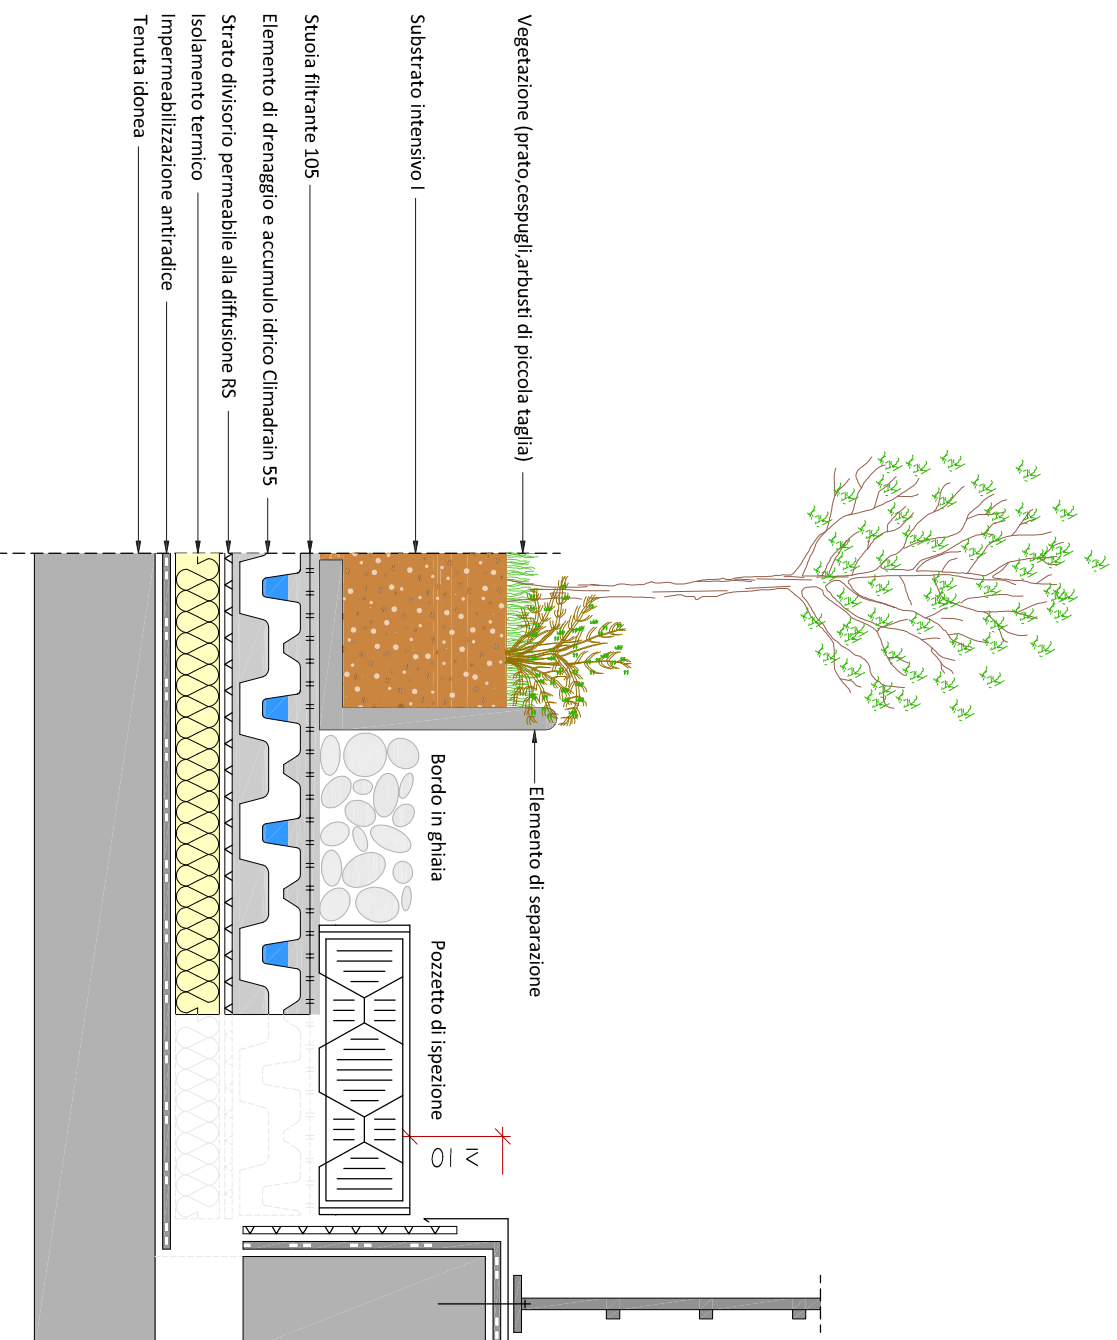 Vegetazione (prato,cespugli,arbusti di piccola taglia)
Substrato intensivo I
Stuoia filtrante 105
Elemento di drenaggio e accumulo idrico Climadrain 55
Strato divisorio permeabile alla diffusione RS
Isolamento termico
Impermeabilizzazione antiradice
Tenuta idonea
Elemento di separazione
Bordo in ghiaia
Pozzetto di ispezione
≥
10